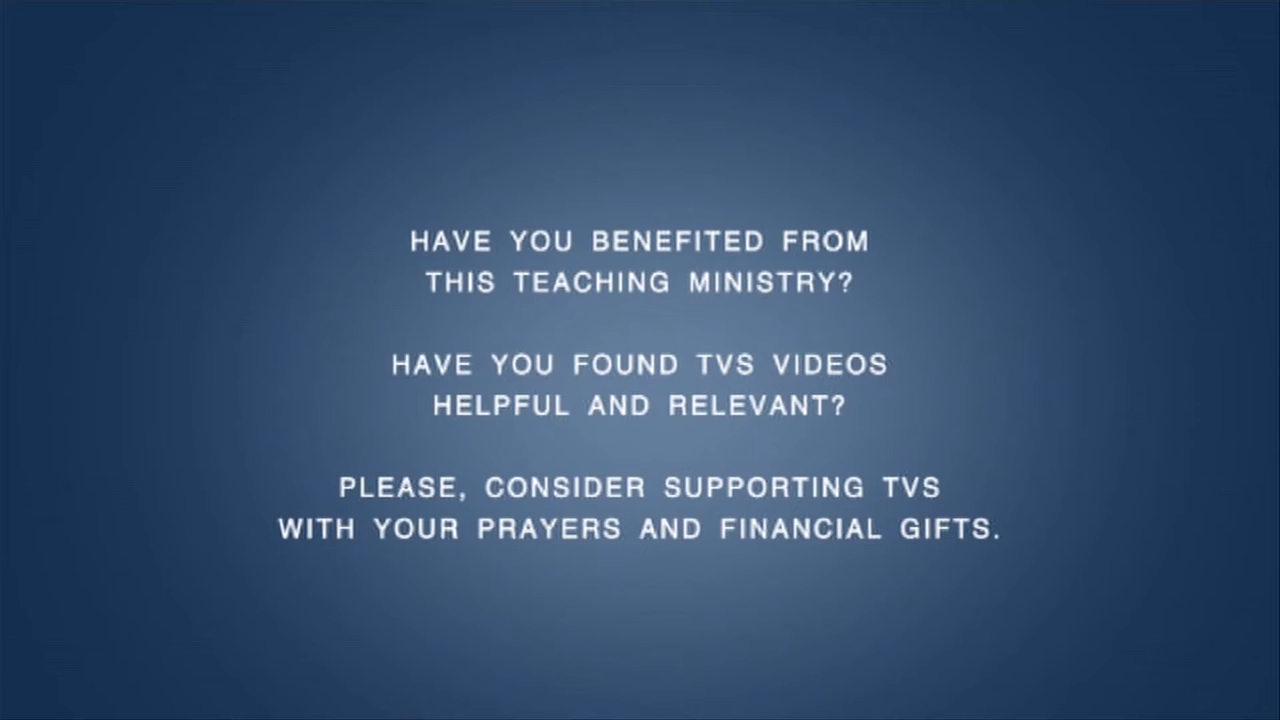 HAVE YOU BENEFITED FROM
THIS TEACHING MINISTRY?
HAVE YOU FOUND TVS VIDEOS
HELPFUL AND RELEVANT?
PLEASE, CONSIDER SUPPORTING TVS
WITH YOUR PRAYERS AND FINANCIAL GIFTS.